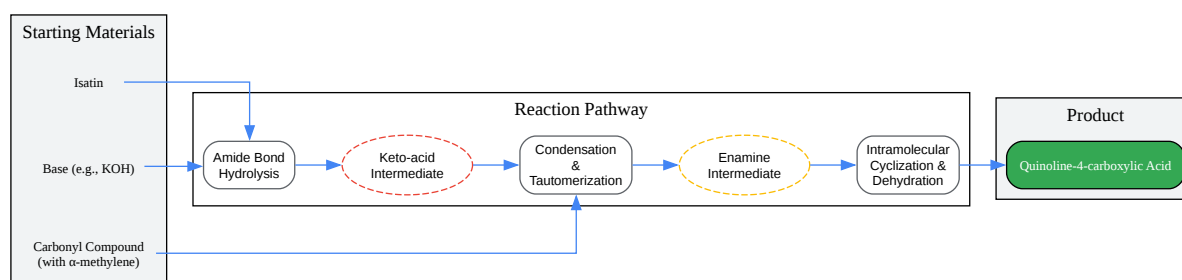 Starting Materials
Isatin
Base (e.g., KOH)
Carbonyl Compound
(with α-methylene)
Reaction Pathway
Amide Bond
Hydrolysis
Keto-acid
Intermediate
Condensation
&
Tautomerization
Enamine
Intermediate
Intramolecular
Cyclization &
Dehydration
Product
Quinoline-4-carboxylic Acid